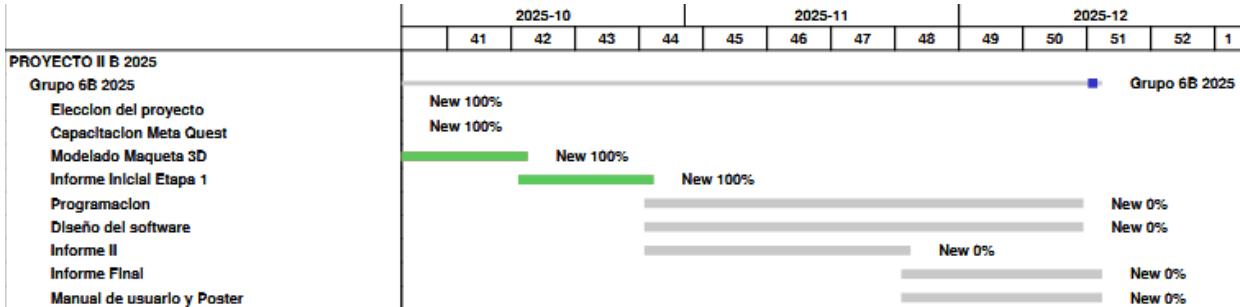 2025-10 2025-11 2025-12
41 42 43 44 45 46 47 48 49 50 51 52 1
PROYECTO II B 2025
Grupo 6B 2025 Grupo 6B 2025
Eleccion del proyecto New 100%
Capacitacion Meta Quest New 100%
Modelado Maqueta 3D New 100%
Informe Inicial Etapa 1 New 100%
Programacion New 0%
Diseño del software New 0%
Informe II New 0%
Informe Final New 0%
Manual de usuario y Poster New 0%